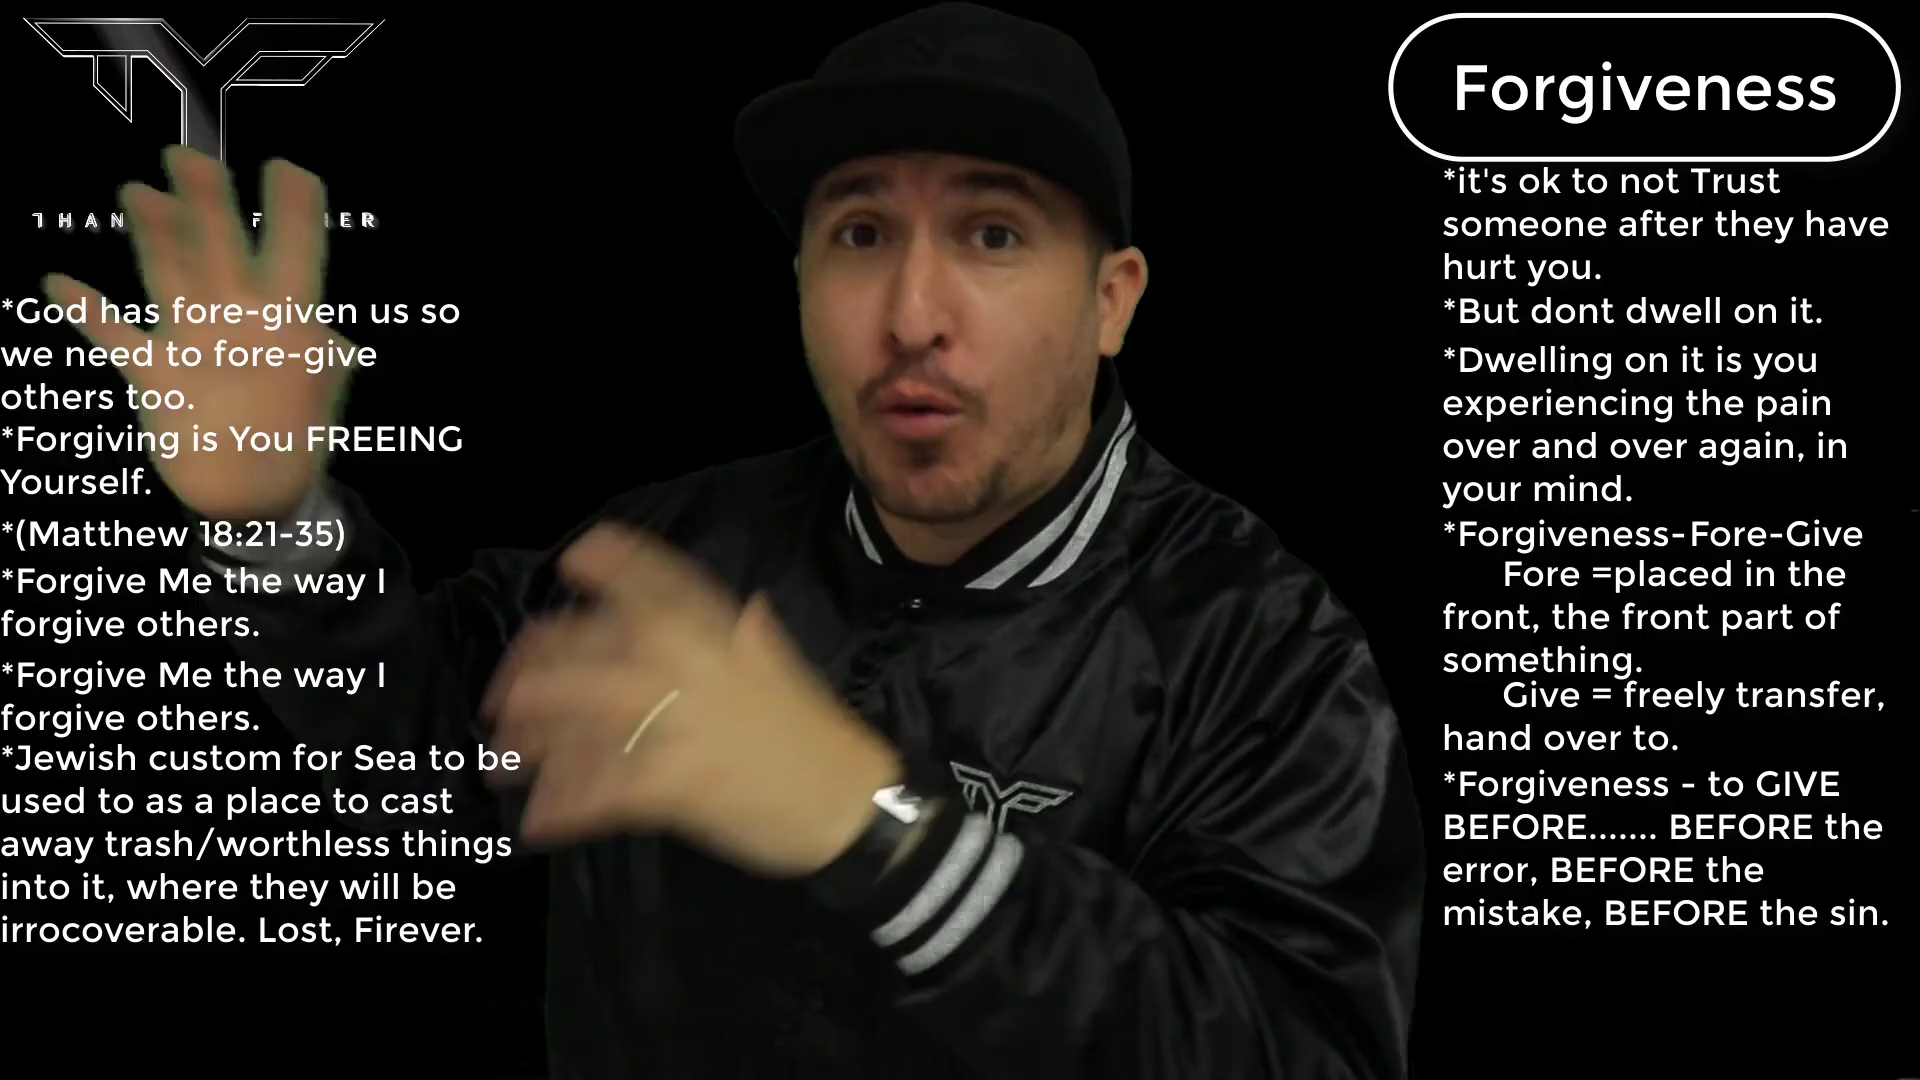 Forgiveness
*it's ok to not Trust
someone after they have
hurt you.
*But dont dwell on it.
*Dwelling on it is you
experiencing the pain
over and over again, in
your mind.
*Forgiveness-Fore-Give
Fore =placed in the
front, the front part of
something.
Give = freely transfer,
hand over to.
*Forgiveness - to GIVE
BEFORE....... BEFORE the
error, BEFORE the
mistake, BEFORE the sin.
*God has fore-given us so
we need to fore-give
others too.
*Forgiving is You FREEING
Yourself.
*(Matthew 18:21-35)
*Forgive Me the way I
forgive others.
*Forgive Me the way I
forgive others.
*Jewish custom for Sea to be
used to as a place to cast
away trash/worthless things
into it, where they will be
irrocoverable. Lost, Firever.